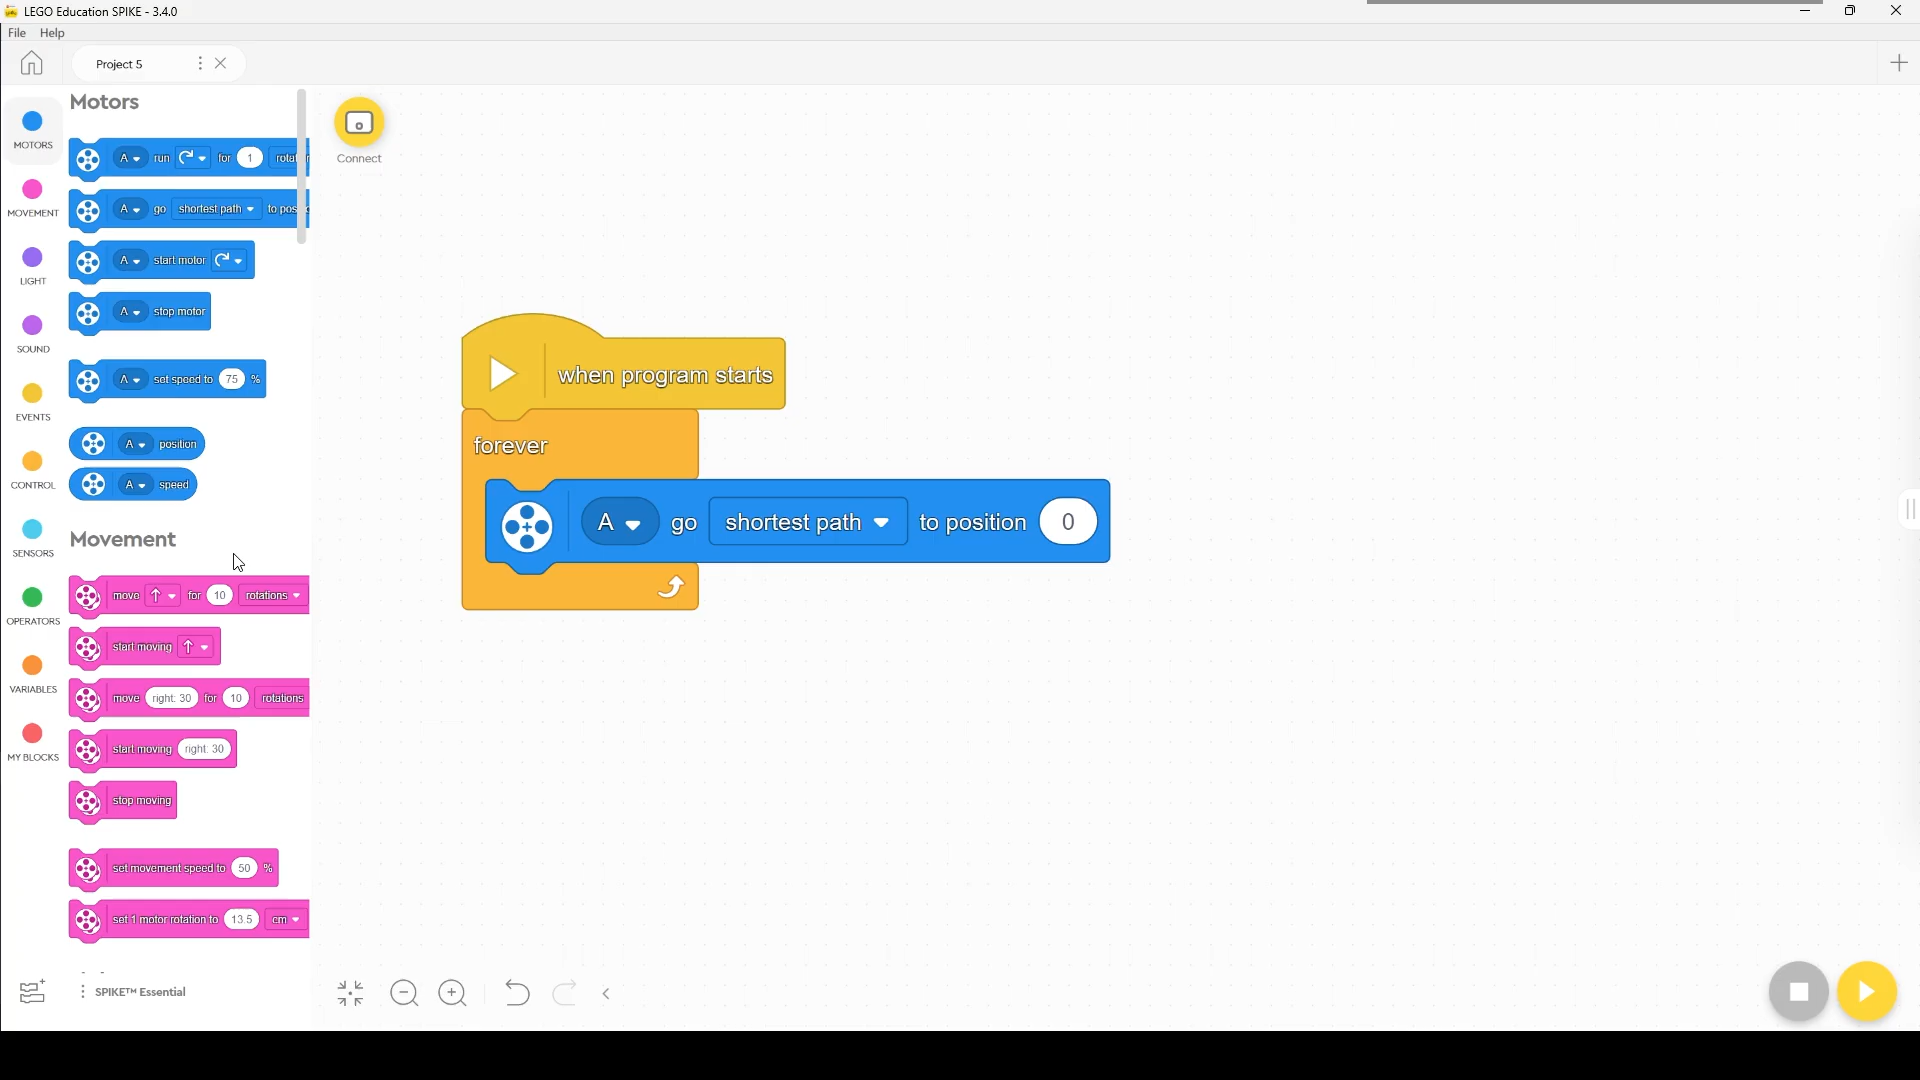 LEGO Education SPIKE - 3.4.0
File Help
Project 5
Motors
MOTORS
MOVEMENT
LIGHT
SOUND
EVENTS
CONTROL
SENSORS
OPERATORS
VARIABLES
MY BLOCKS
A run for 1
A go shortest path
A start motor
A stop motor
A set speed to 75 %
A position
A speed
Movement
move for 10 rotations
start moving
move right: 30 for 10 rotations
start moving right: 30
stop moving
set movement speed to 50 %
set 1 motor rotation to 13.5 cm
SPIKE™ Essential
Connect
when program starts
forever
A go shortest path to position 0